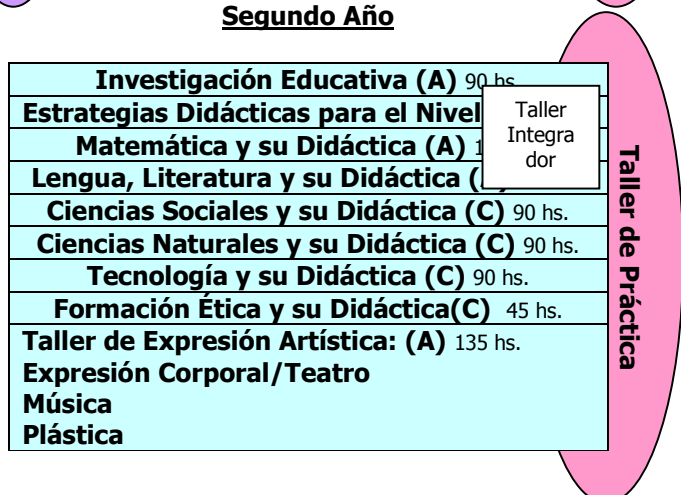 Segundo Año
Investigación Educativa (A) 90 hs
Estrategias Didácticas para el Nivel
Matemática y su Didáctica (A) 1
Lengua, Literatura y su Didáctica (
Ciencias Sociales y su Didáctica (C) 90 hs.
Ciencias Naturales y su Didáctica (C) 90 hs.
Tecnología y su Didáctica (C) 90 hs.
Formación Ética y su Didáctica(C) 45 hs.
Taller de Expresión Artística: (A) 135 hs.
Expresión Corporal/Teatro
Música
Plástica
Taller
Integra
dor
Taller de Práctica